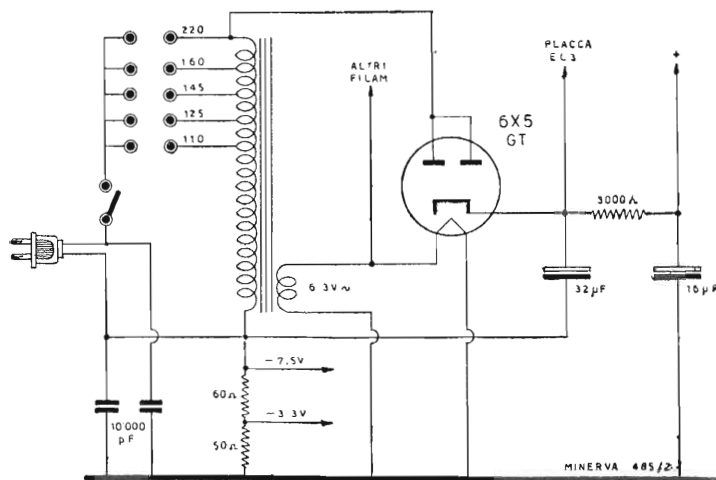 220
160
145
125
110
ALTRI
FILAM
6X5
GT
PLACCA
EL3
+
3000Ω
6.3V~
32µF
16µF
-7.5V
60Ω
-3.3V
50Ω
10000
pF
MINERVA 485/2